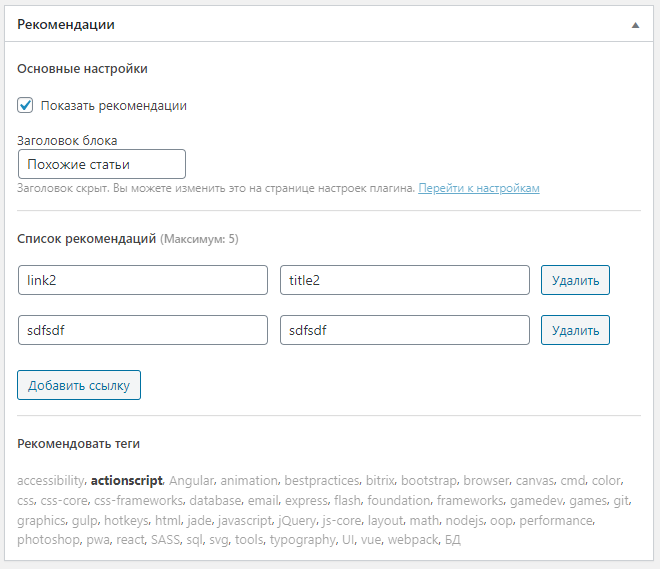 Рекомендации
Основные настройки
Показать рекомендации
Заголовок блока
Похожие статьи
Заголовок скрыт. Вы можете изменить это на странице настроек плагина. Перейти к настройкам
Список рекомендаций (Максимум: 5)
link2 title2 Удалить
sdfsdf sdfsdf Удалить
Добавить ссылку
Рекомендовать теги
accessibility, actionscript, Angular, animation, bestpractices, bitrix, bootstrap, browser, canvas, cmd, color,
css, css-core, css-frameworks, database, email, express, flash, foundation, frameworks, gamedev, games, git,
graphics, gulp, hotkeys, html, jade, javascript, jQuery, js-core, layout, math, nodejs, oop, performance,
photoshop, pwa, react, SASS, sql, svg, tools, typography, UI, vue, webpack, БД